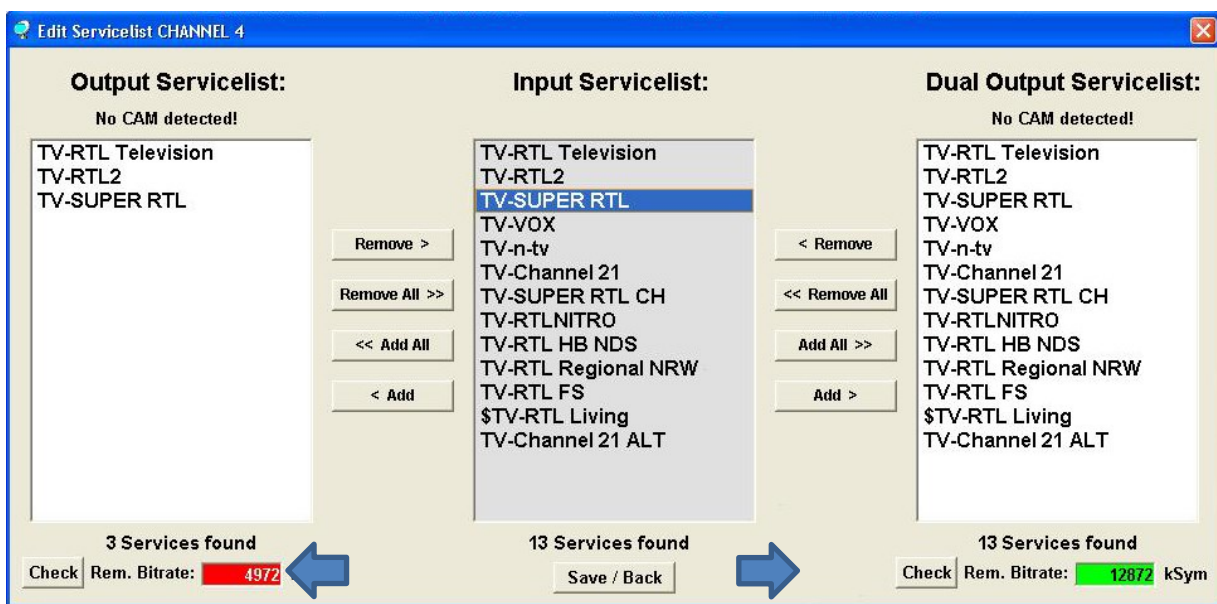 Edit Servicelist CHANNEL 4
Output Servicelist:
No CAM detected!
TV-RTL Television
TV-RTL2
TV-SUPER RTL
Remove >
Remove All >>
<< Add All
< Add
3 Services found
Check Rem. Bitrate: 4972
Input Servicelist:
TV-RTL Television
TV-RTL2
TV-SUPER RTL
TV-VOX
TV-n-tv
TV-Channel 21
TV-SUPER RTL CH
TV-RTLNITRO
TV-RTL HB NDS
TV-RTL Regional NRW
TV-RTL FS
$TV-RTL Living
TV-Channel 21 ALT
13 Services found
Save / Back
< Remove
<< Remove All
Add All >>
Add >
Dual Output Servicelist:
No CAM detected!
TV-RTL Television
TV-RTL2
TV-SUPER RTL
TV-VOX
TV-n-tv
TV-Channel 21
TV-SUPER RTL CH
TV-RTLNITRO
TV-RTL HB NDS
TV-RTL Regional NRW
TV-RTL FS
$TV-RTL Living
TV-Channel 21 ALT
13 Services found
Check Rem. Bitrate: 12872 kSym